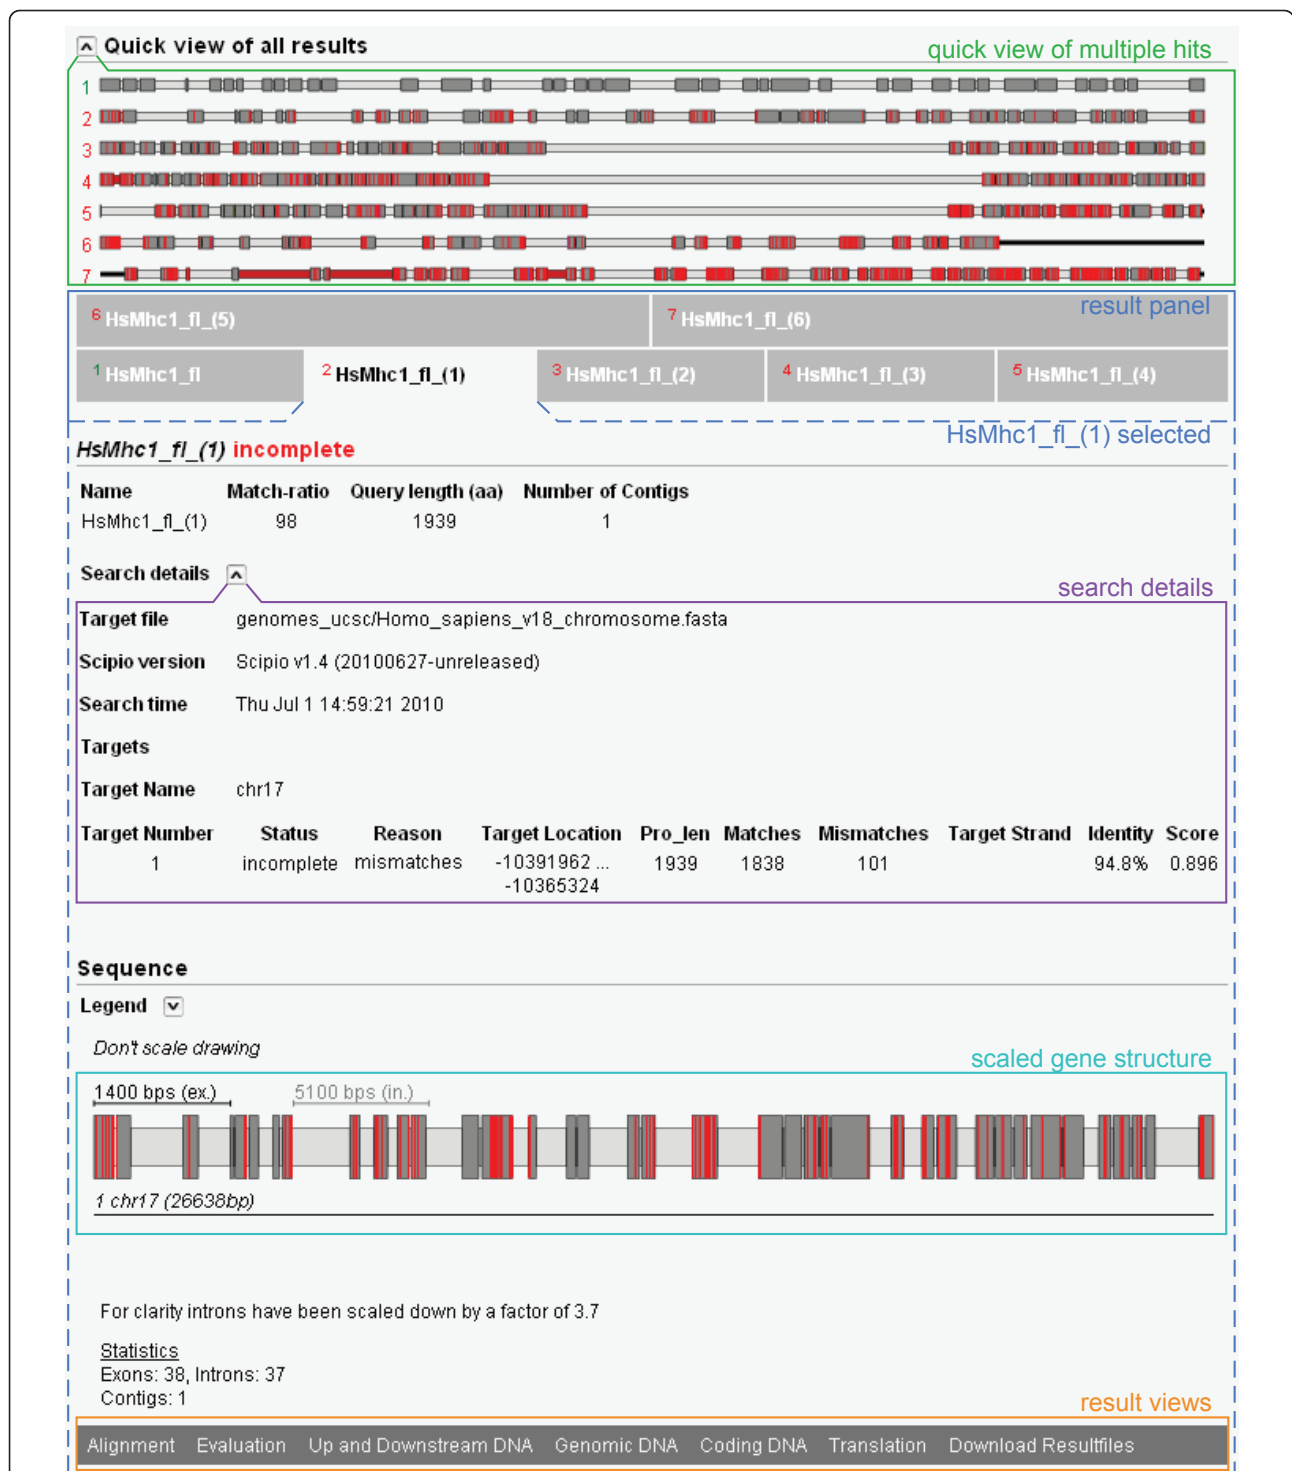 Quick view of all results
quick view of multiple hits
1
2
3
4
5
6
7
result panel
6 HsMhc1_fl_(5)
7 HsMhc1_fl_(6)
1 HsMhc1_fl
2 HsMhc1_fl_(1)
3 HsMhc1_fl_(2)
4 HsMhc1_fl_(3)
5 HsMhc1_fl_(4)
HsMhc1_fl_(1) selected
HsMhc1_fl_(1) incomplete
Name Match-ratio Query length (aa) Number of Contigs
HsMhc1_fl_(1) 98 1939 1
Search details
search details
Target file genomes_ucsc/Homo_sapiens_v18_chromosome.fasta
Scipio version Scipio v1.4 (20100627-unreleased)
Search time Thu Jul 1 14:59:21 2010
Targets
Target Name chr17
Target Number Status Reason Target Location Pro_len Matches Mismatches Target Strand Identity Score
1 incomplete mismatches -10391962 ... 1939 1838 101 94.8% 0.896
-10365324
Sequence
Legend
Don't scale drawing
scaled gene structure
1400 bps (ex.) 5100 bps (in.)
1 chr17 (26638bp)
For clarity introns have been scaled down by a factor of 3.7
Statistics
Exons: 38, Introns: 37
Contigs: 1
result views
Alignment Evaluation Up and Downstream DNA Genomic DNA Coding DNA Translation Download Resultfiles